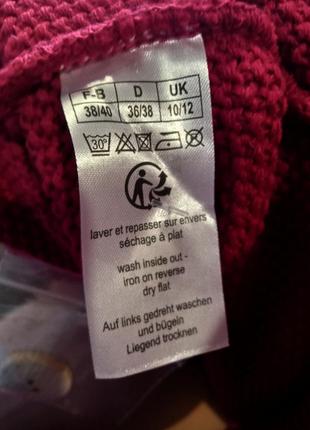 F-B D UK
38/40 36/38 10/12
30°
laver et repasser sur envers
séchage à plat
wash inside out -
iron on reverse
dry flat
Auf links gedreht waschen
und bügeln
Liegend trocknen